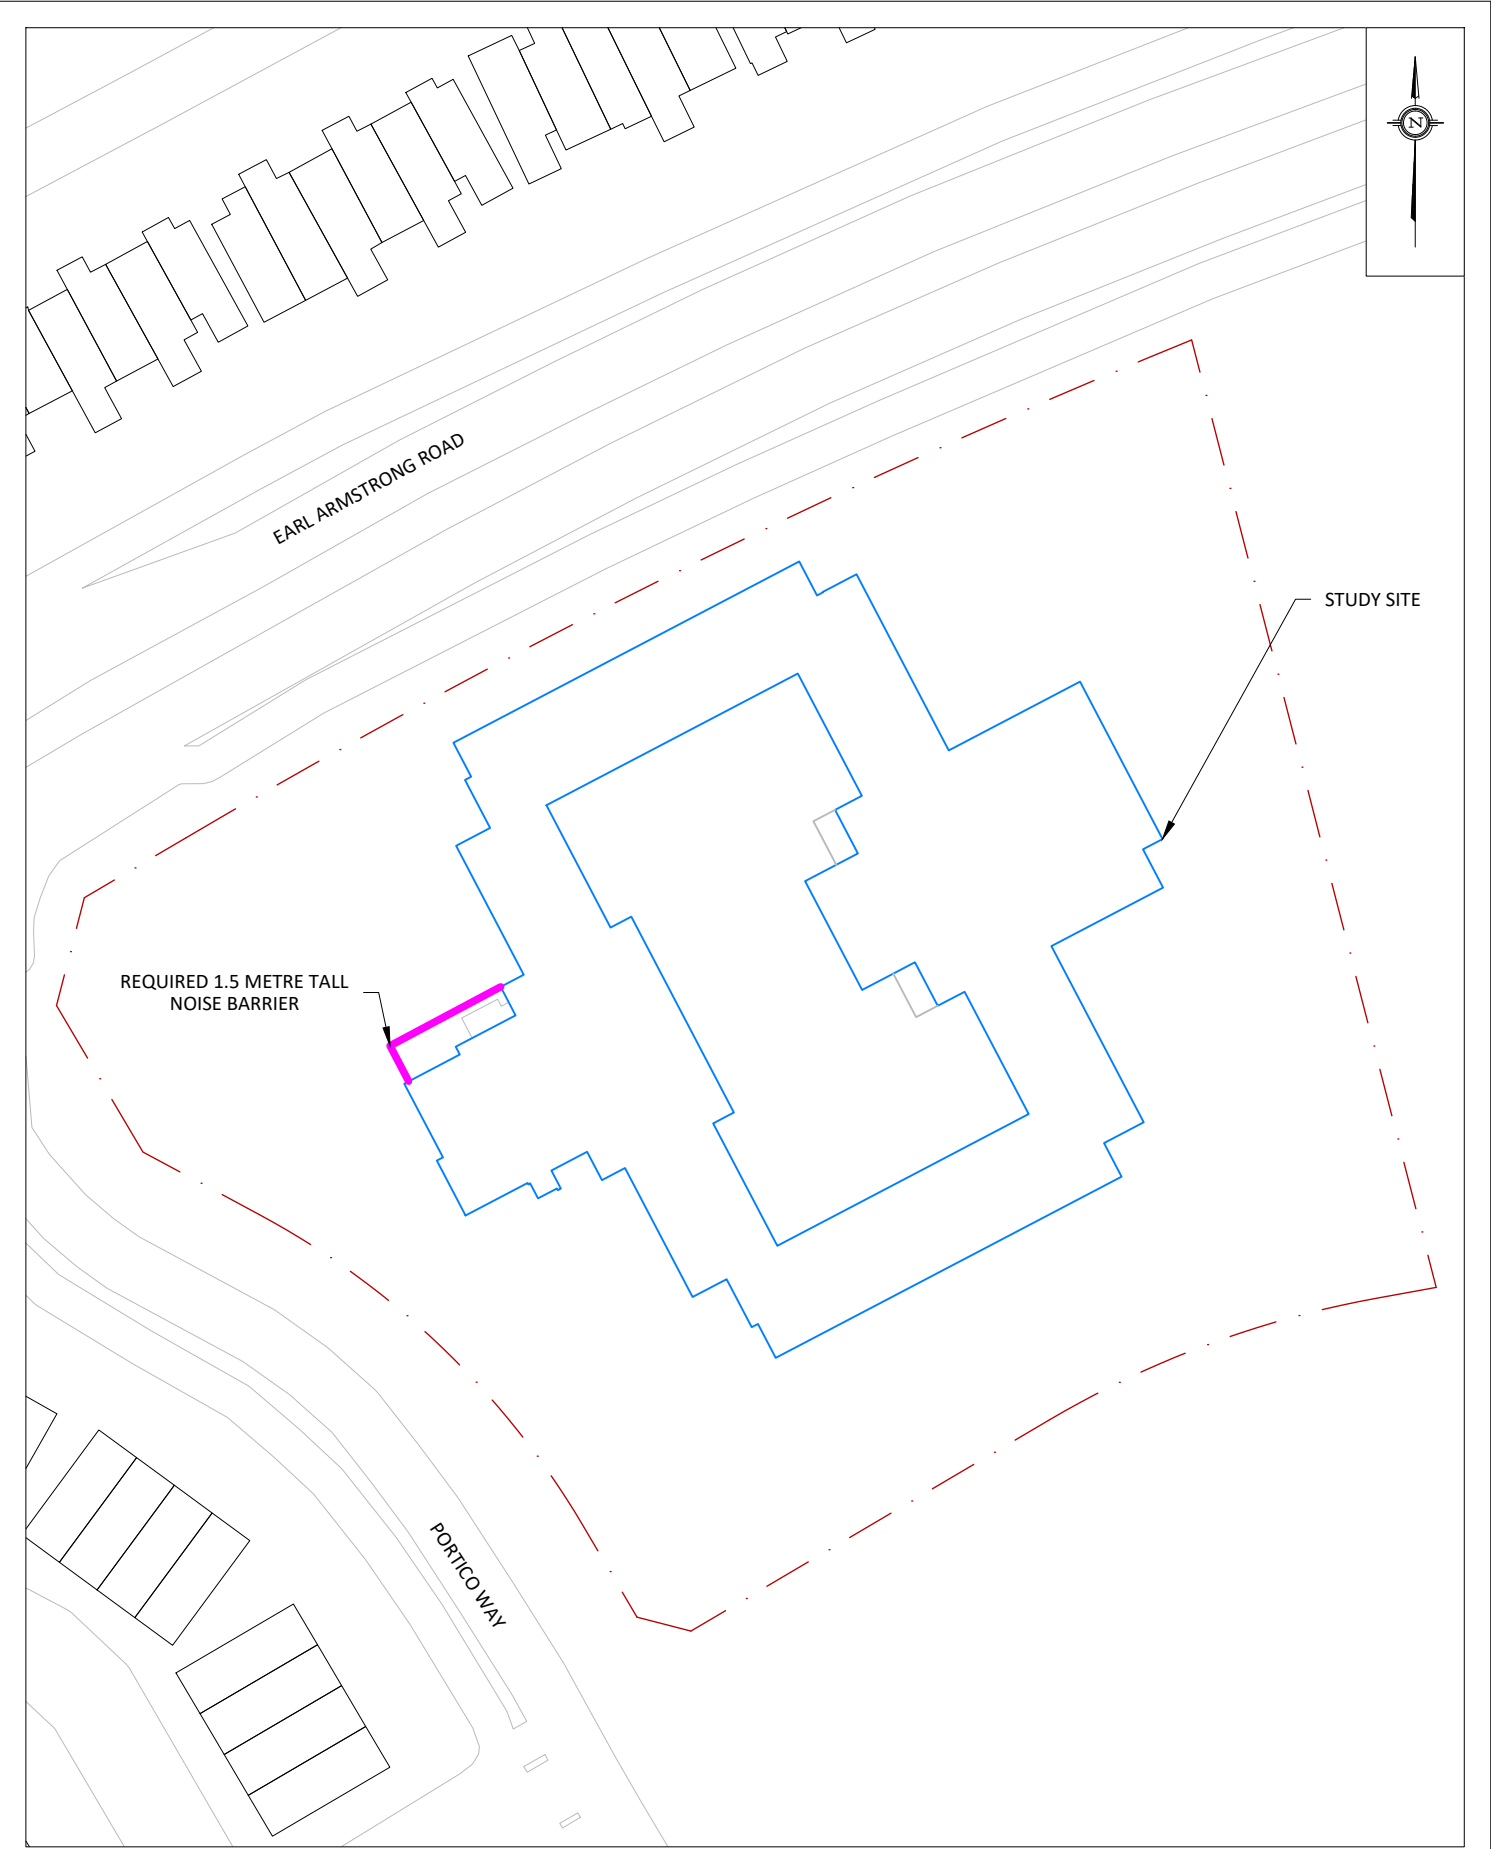 N
EARL ARMSTRONG ROAD
STUDY SITE
REQUIRED 1.5 METRE TALL
NOISE BARRIER
PORTICO WAY